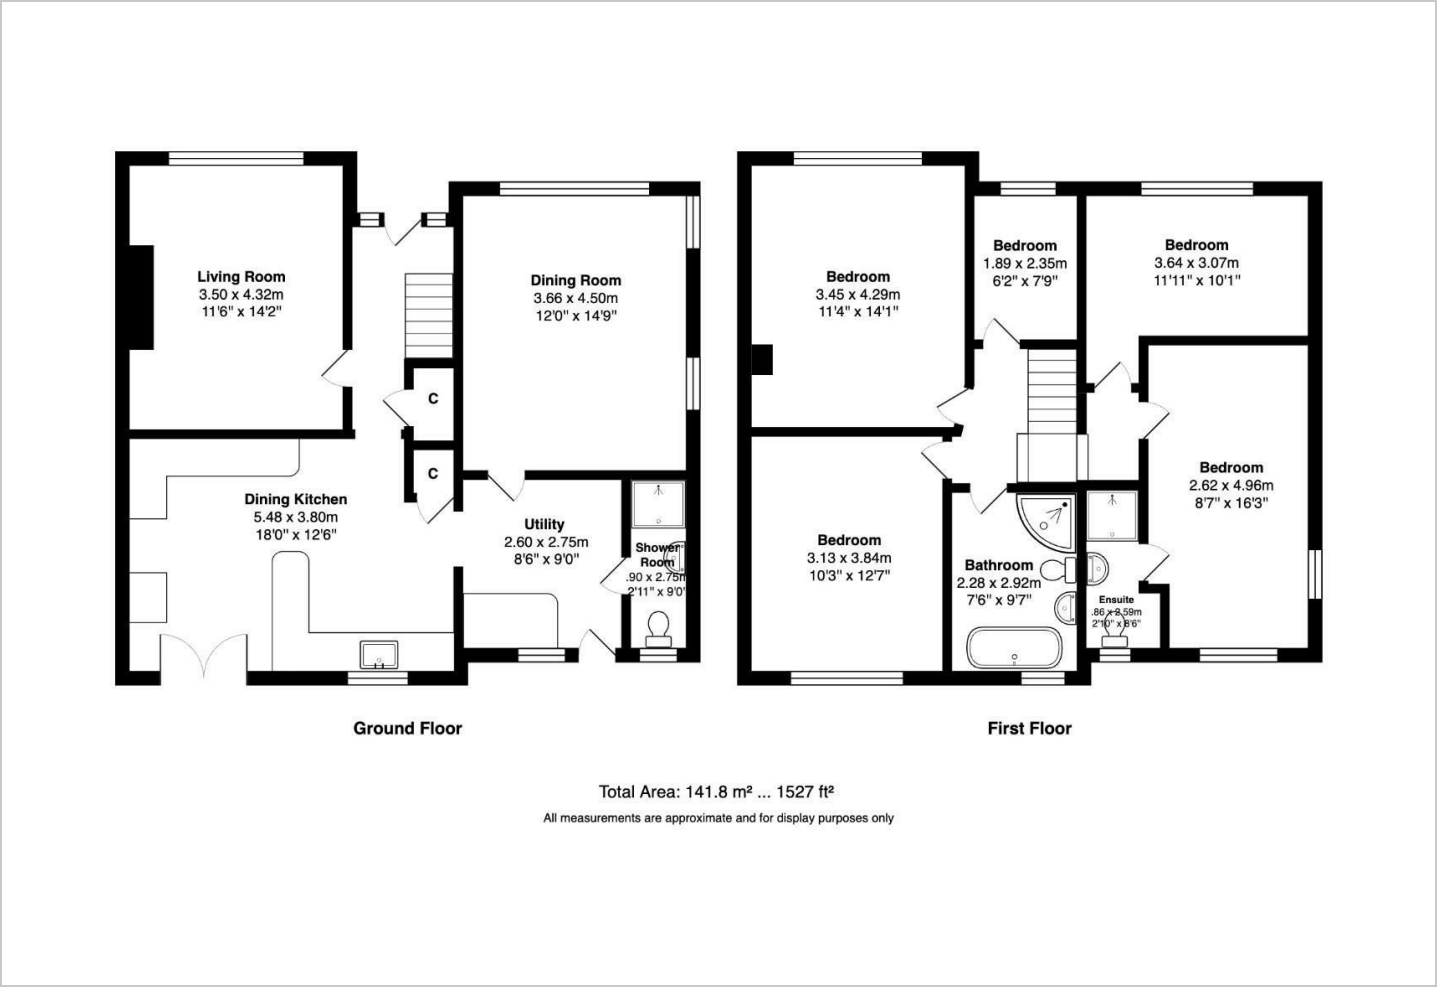 Living Room
3.50 x 4.32m
11'6" x 14'2"
Dining Room
3.66 x 4.50m
12'0" x 14'9"
C
C
Dining Kitchen
5.48 x 3.80m
18'0" x 12'6"
Utility
2.60 x 2.75m
8'6" x 9'0"
Shower
Room
.90 x 2.75m
2'11" x 9'0"
Ground Floor
Bedroom
3.45 x 4.29m
11'4" x 14'1"
Bedroom
1.89 x 2.35m
6'2" x 7'9"
Bedroom
3.64 x 3.07m
11'11" x 10'1"
Bedroom
2.62 x 4.96m
8'7" x 16'3"
Bedroom
3.13 x 3.84m
10'3" x 12'7"
Bathroom
2.28 x 2.92m
7'6" x 9'7"
Ensuite
.86 x 2.59m
2'10" x 8'6"
First Floor
Total Area: 141.8 m² ... 1527 ft²
All measurements are approximate and for display purposes only